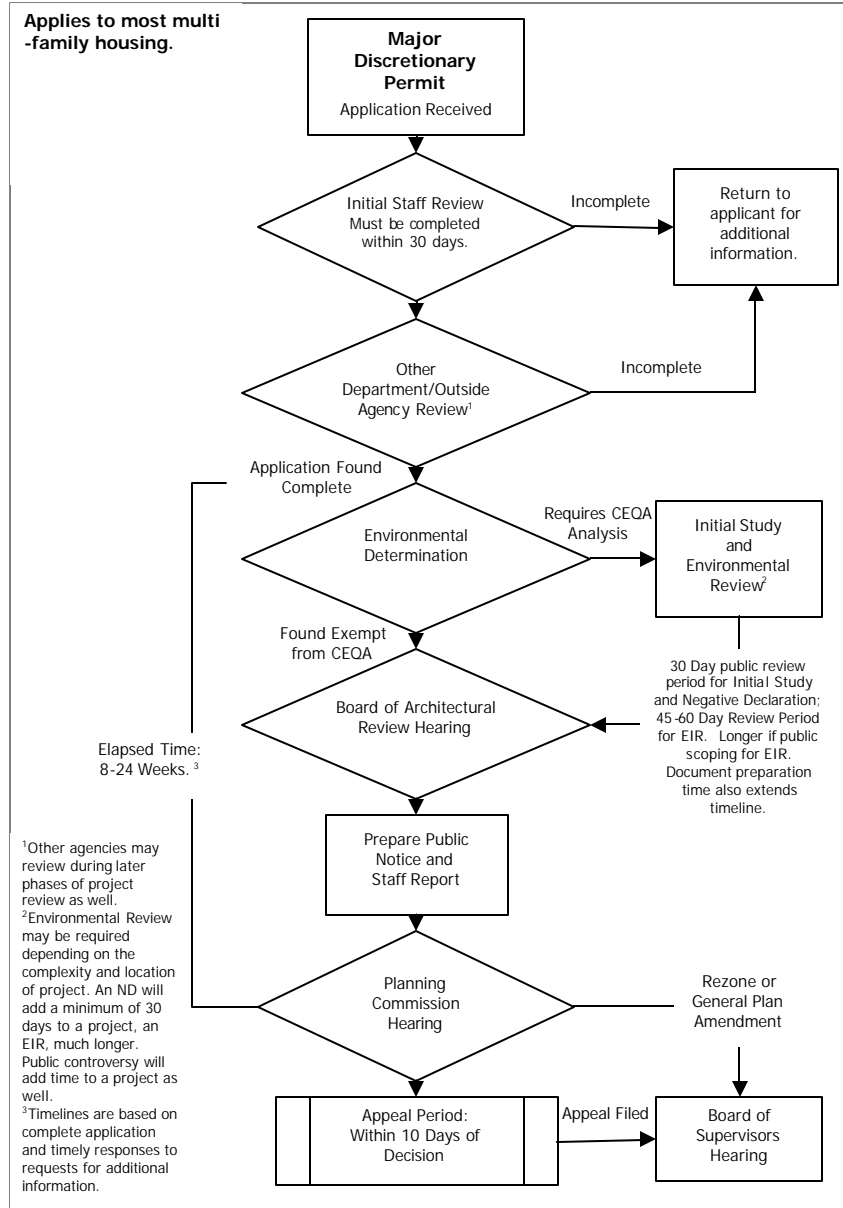 Applies to most multi
-family housing.
Major
Discretionary
Permit
Application Received
Initial Staff Review
Must be completed
within 30 days.
Incomplete
Return to
applicant for
additional
information.
Other
Department/Outside
Agency Review1
Incomplete
Application Found
Complete
Environmental
Determination
Requires CEQA
Analysis
Initial Study
and
Environmental
Review2
Found Exempt
from CEQA
30 Day public review
period for Initial Study
and Negative Declaration;
45-60 Day Review Period
for EIR. Longer if public
scoping for EIR.
Document preparation
time also extends
timeline.
Board of Architectural
Review Hearing
Elapsed Time:
8-24 Weeks. 3
Prepare Public
Notice and
Staff Report
Planning
Commission
Hearing
Rezone or
General Plan
Amendment
Appeal Period:
Within 10 Days of
Decision
Appeal Filed
Board of
Supervisors
Hearing
1Other agencies may
review during later
phases of project
review as well.
2Environmental Review
may be required
depending on the
complexity and location
of project. An ND will
add a minimum of 30
days to a project, an
EIR, much longer.
Public controversy will
add time to a project as
well.
3Timelines are based on
complete application
and timely responses to
requests for additional
information.